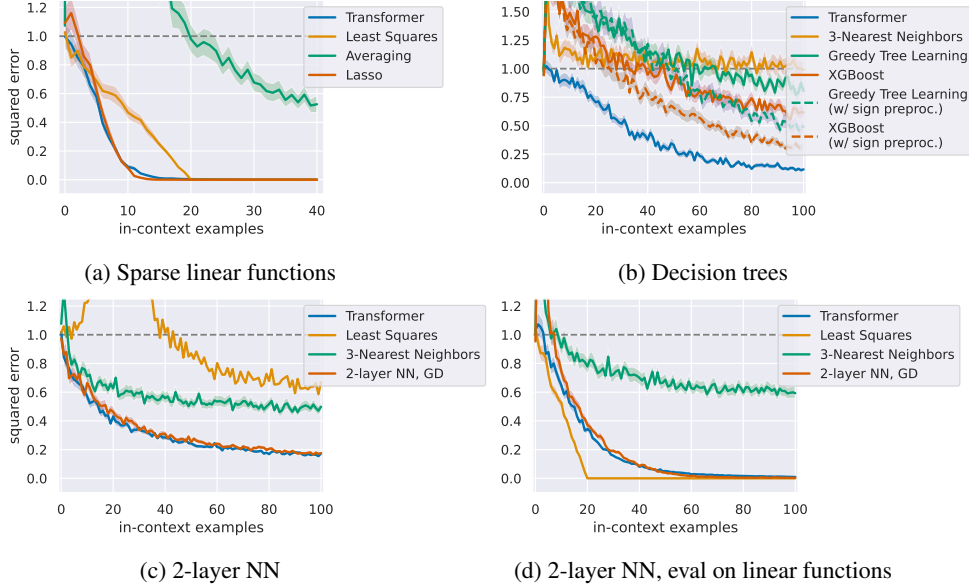 1.2
1.0
0.8
0.6
0.4
0.2
0.0
squared error
0 10 20 30 40
in-context examples
Transformer
Least Squares
Averaging
Lasso
(a) Sparse linear functions
1.50
1.25
1.00
0.75
0.50
0.25
0.00
0 20 40 60 80 100
in-context examples
Transformer
3-Nearest Neighbors
Greedy Tree Learning
XGBoost
Greedy Tree Learning
(w/ sign preproc.)
XGBoost
(w/ sign preproc.)
(b) Decision trees
1.2
1.0
0.8
0.6
0.4
0.2
0.0
squared error
0 20 40 60 80 100
in-context examples
Transformer
Least Squares
3-Nearest Neighbors
2-layer NN, GD
(c) 2-layer NN
1.2
1.0
0.8
0.6
0.4
0.2
0.0
0 20 40 60 80 100
in-context examples
Transformer
Least Squares
3-Nearest Neighbors
2-layer NN, GD
(d) 2-layer NN, eval on linear functions